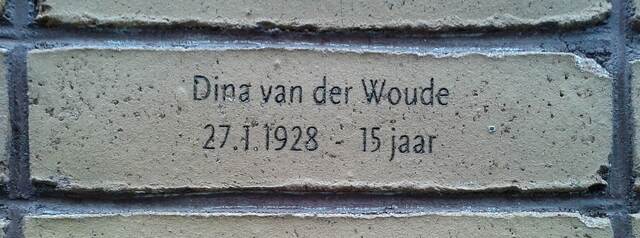 Dina van der Woude
27.1.1928 - 15 jaar